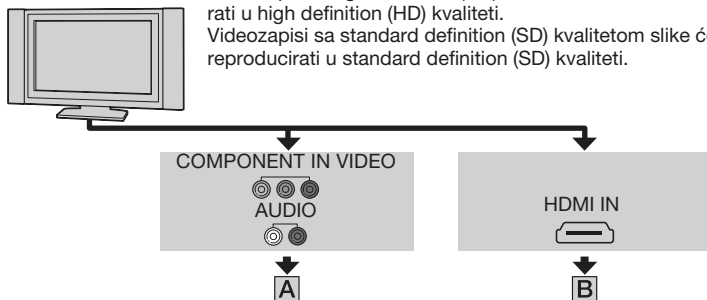 rati u high definition (HD) kvaliteti.
Videozapisi sa standard definition (SD) kvalitetom slike
reproducirati u standard definition (SD) kvaliteti.
COMPONENT IN VIDEO
AUDIO
HDMI IN
A
B